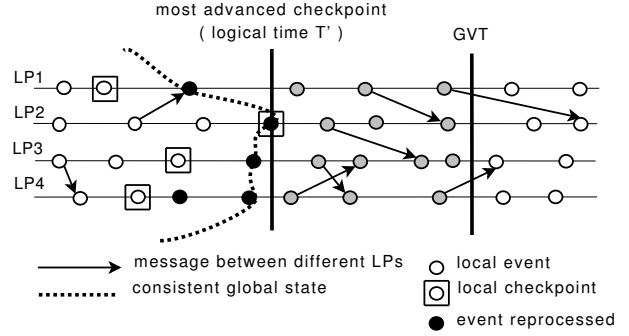 most advanced checkpoint
( logical time T' )
GVT
LP1
LP2
LP3
LP4
message between different LPs
consistent global state
local event
local checkpoint
event reprocessed